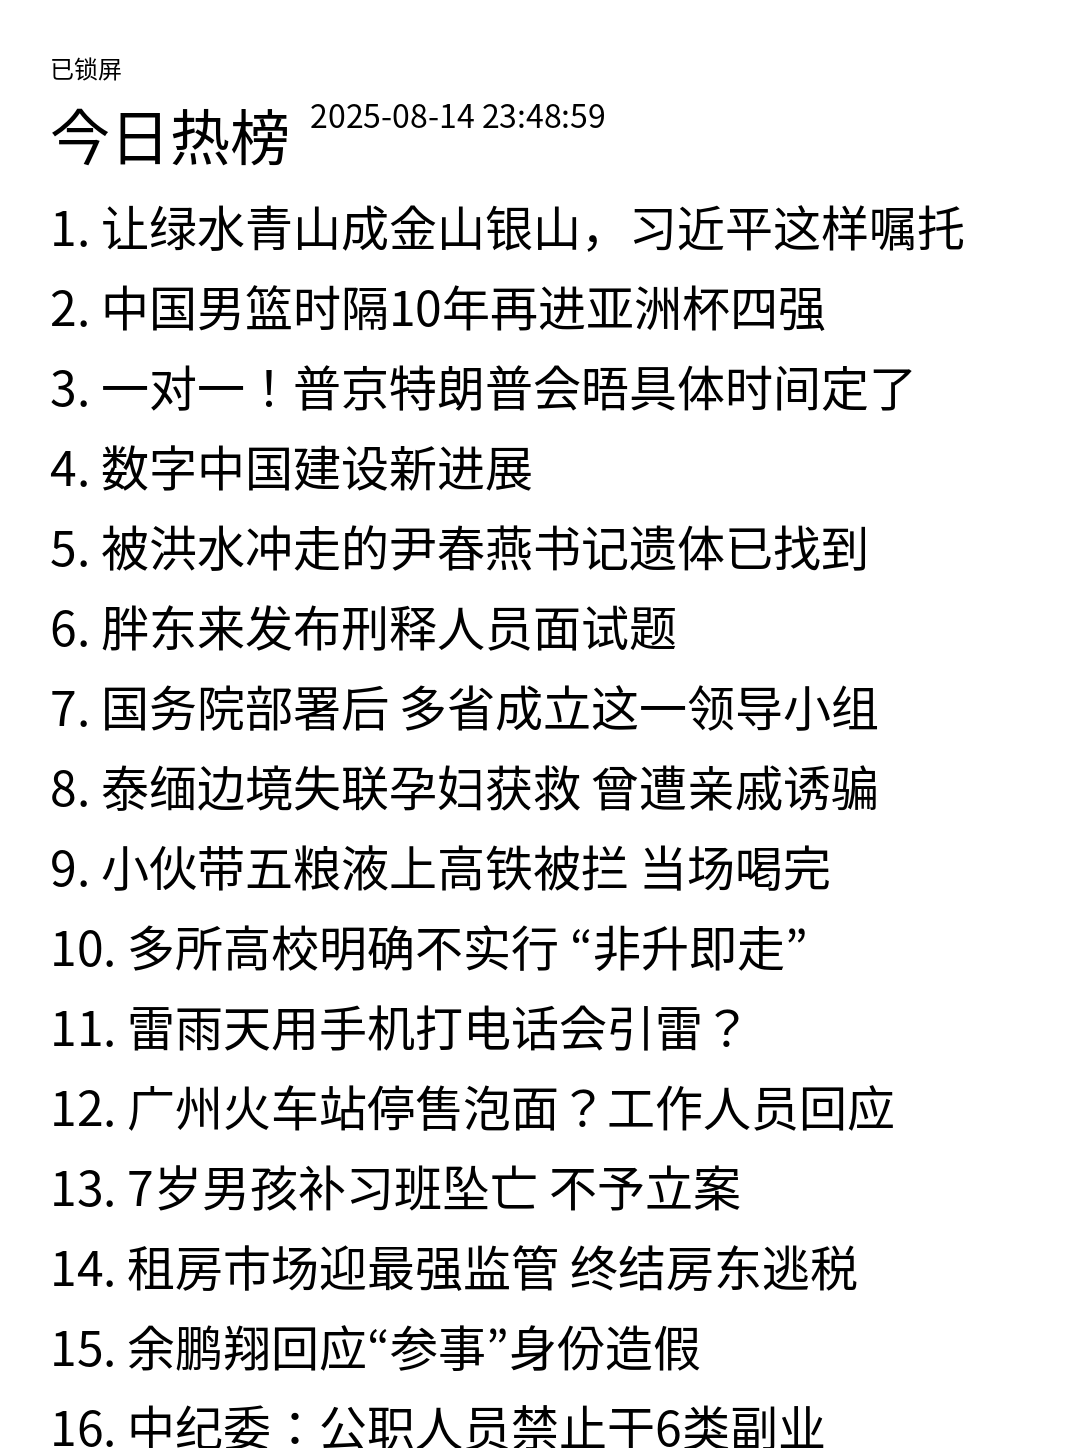 已锁屏
今日热榜 2025-08-14 23:48:59
1. 让绿水青山成金山银山，习近平这样嘱托
2. 中国男篮时隔10年再进亚洲杯四强
3. 一对一！普京特朗普会晤具体时间定了
4. 数字中国建设新进展
5. 被洪水冲走的尹春燕书记遗体已找到
6. 胖东来发布刑释人员面试题
7. 国务院部署后 多省成立这一领导小组
8. 泰缅边境失联孕妇获救 曾遭亲戚诱骗
9. 小伙带五粮液上高铁被拦 当场喝完
10. 多所高校明确不实行 “非升即走”
11. 雷雨天用手机打电话会引雷？
12. 广州火车站停售泡面？工作人员回应
13. 7岁男孩补习班坠亡 不予立案
14. 租房市场迎最强监管 终结房东逃税
15. 余鹏翔回应“参事”身份造假
16. 中纪委：公职人员禁止干6类副业